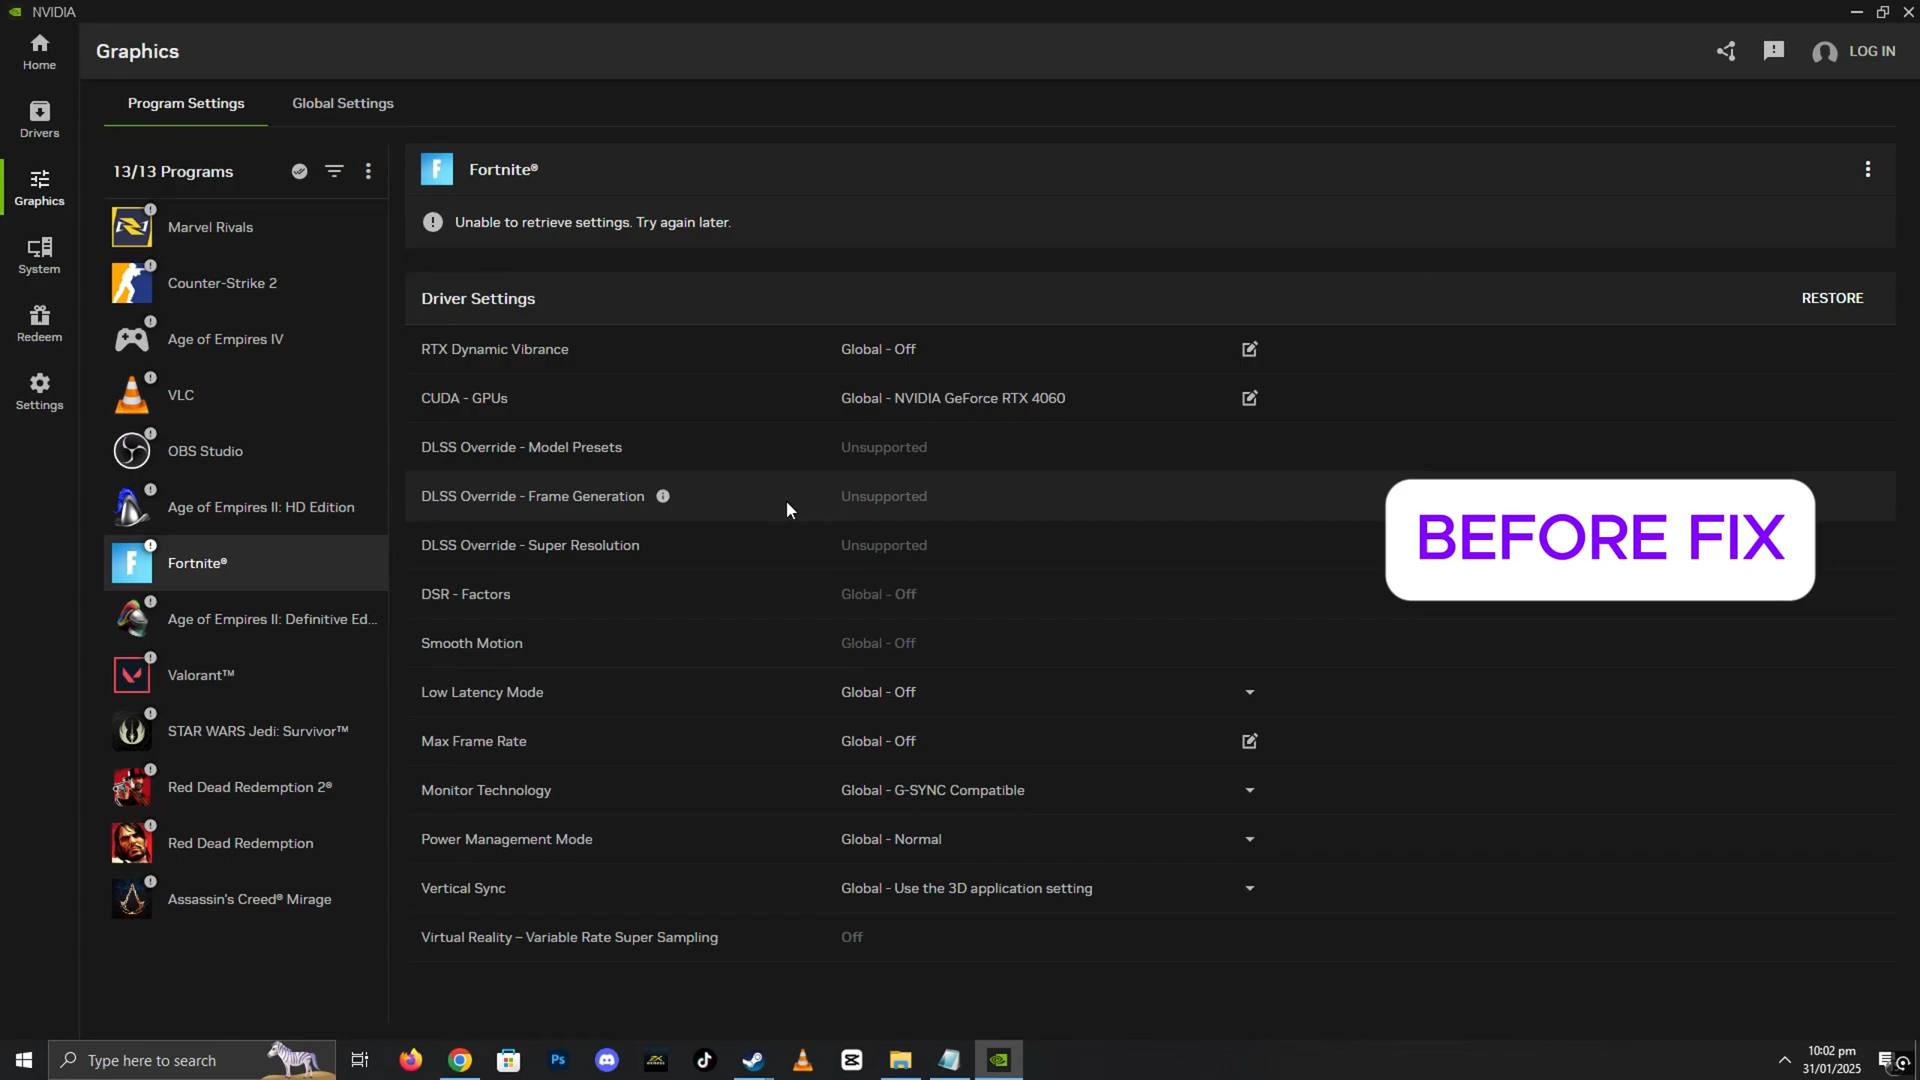 NVIDIA
Home
Drivers
Graphics
System
Redeem
Settings
Graphics
LOG IN
Program Settings
Global Settings
13/13 Programs
Marvel Rivals
Counter-Strike 2
Age of Empires IV
VLC
OBS Studio
Age of Empires II: HD Edition
Fortnite®
Age of Empires II: Definitive Ed...
Valorant™
STAR WARS Jedi: Survivor™
Red Dead Redemption 2®
Red Dead Redemption
Assassin's Creed® Mirage
Fortnite®
Unable to retrieve settings. Try again later.
Driver Settings
RESTORE
RTX Dynamic Vibrance Global - Off
CUDA - GPUs Global - NVIDIA GeForce RTX 4060
DLSS Override - Model Presets Unsupported
DLSS Override - Frame Generation Unsupported
DLSS Override - Super Resolution Unsupported
DSR - Factors Global - Off
Smooth Motion Global - Off
Low Latency Mode Global - Off
Max Frame Rate Global - Off
Monitor Technology Global - G-SYNC Compatible
Power Management Mode Global - Normal
Vertical Sync Global - Use the 3D application setting
Virtual Reality – Variable Rate Super Sampling Off
BEFORE FIX
Type here to search
Ps
10:02 pm
31/01/2025